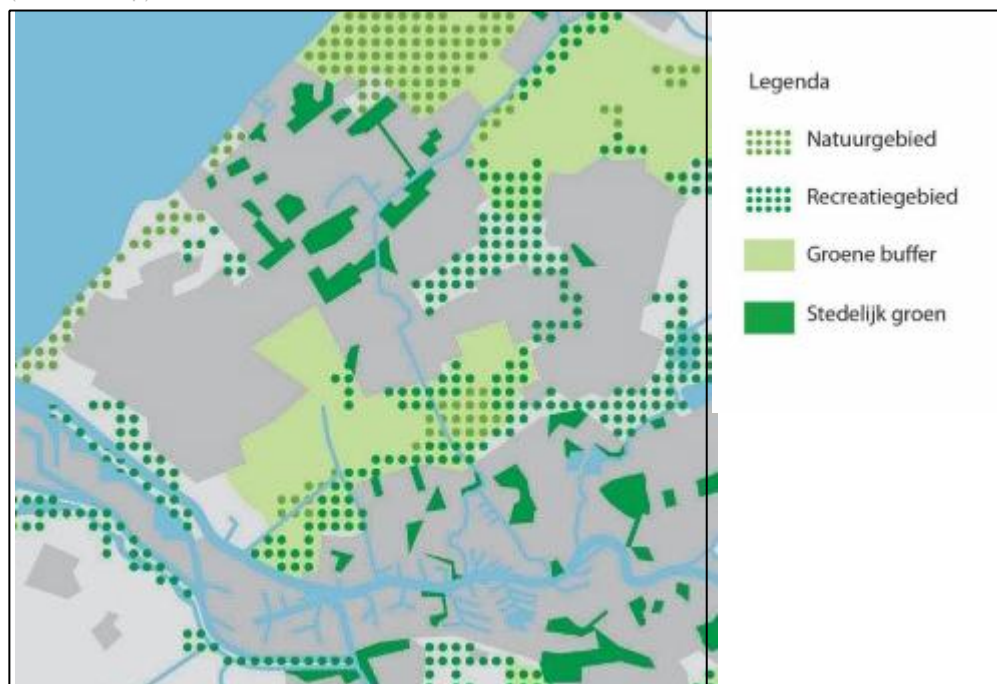 Legenda
Natuurgebied
Recreatiegebied
Groene buffer
Stedelijk groen